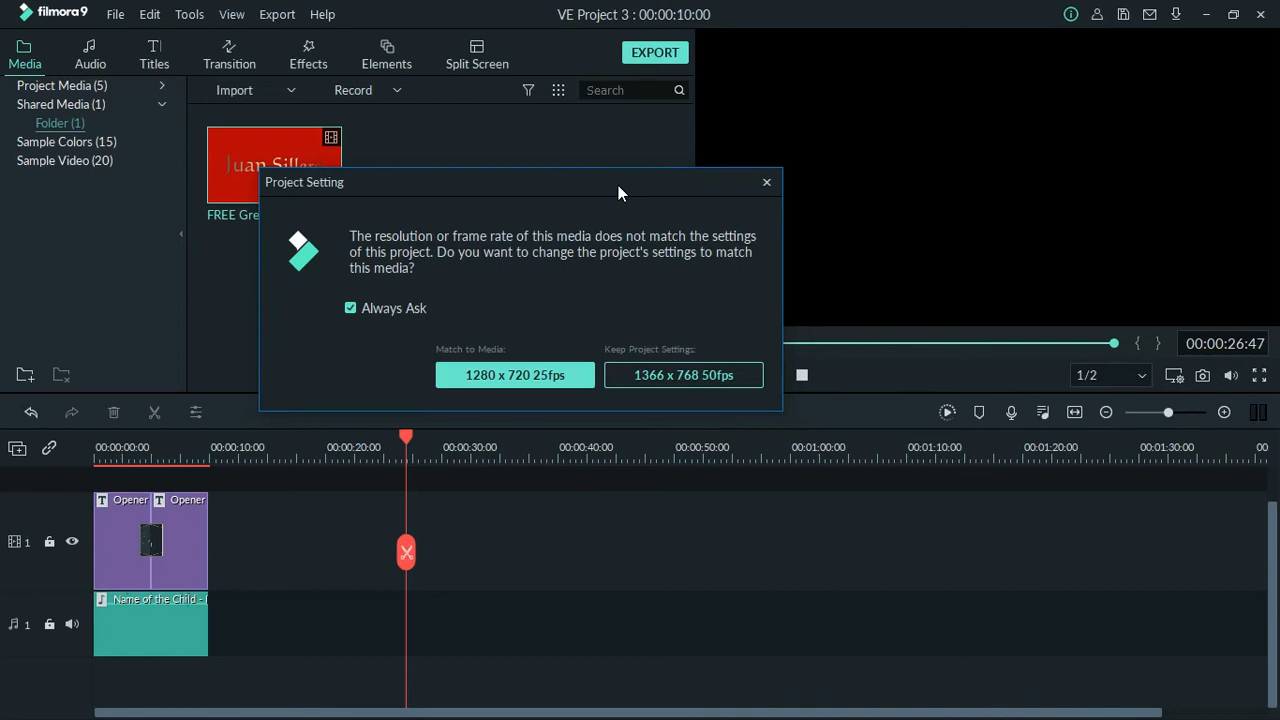 filmora9
File Edit Tools View Export Help
VE Project 3 : 00:00:10:00
Media Audio Titles Transition Effects Elements Split Screen
EXPORT
Project Media (5)
Shared Media (1)
Folder (1)
Sample Colors (15)
Sample Video (20)
Import Record Search
Juan Siller
FREE Gre
Project Setting
The resolution or frame rate of this media does not match the settings
of this project. Do you want to change the project's settings to match
this media?
Always Ask
Match to Media: Keep Project Settings:
1280 x 720 25fps 1366 x 768 50fps
{ } 00:00:26:47
1/2
00:00:00:00 00:00:10:00 00:00:20:00 00:00:30:00 00:00:40:00 00:00:50:00 00:01:00:00 00:01:10:00 00:01:20:00 00:01:30:00 00
T Opener T Opener
1
Name of the Child -
1